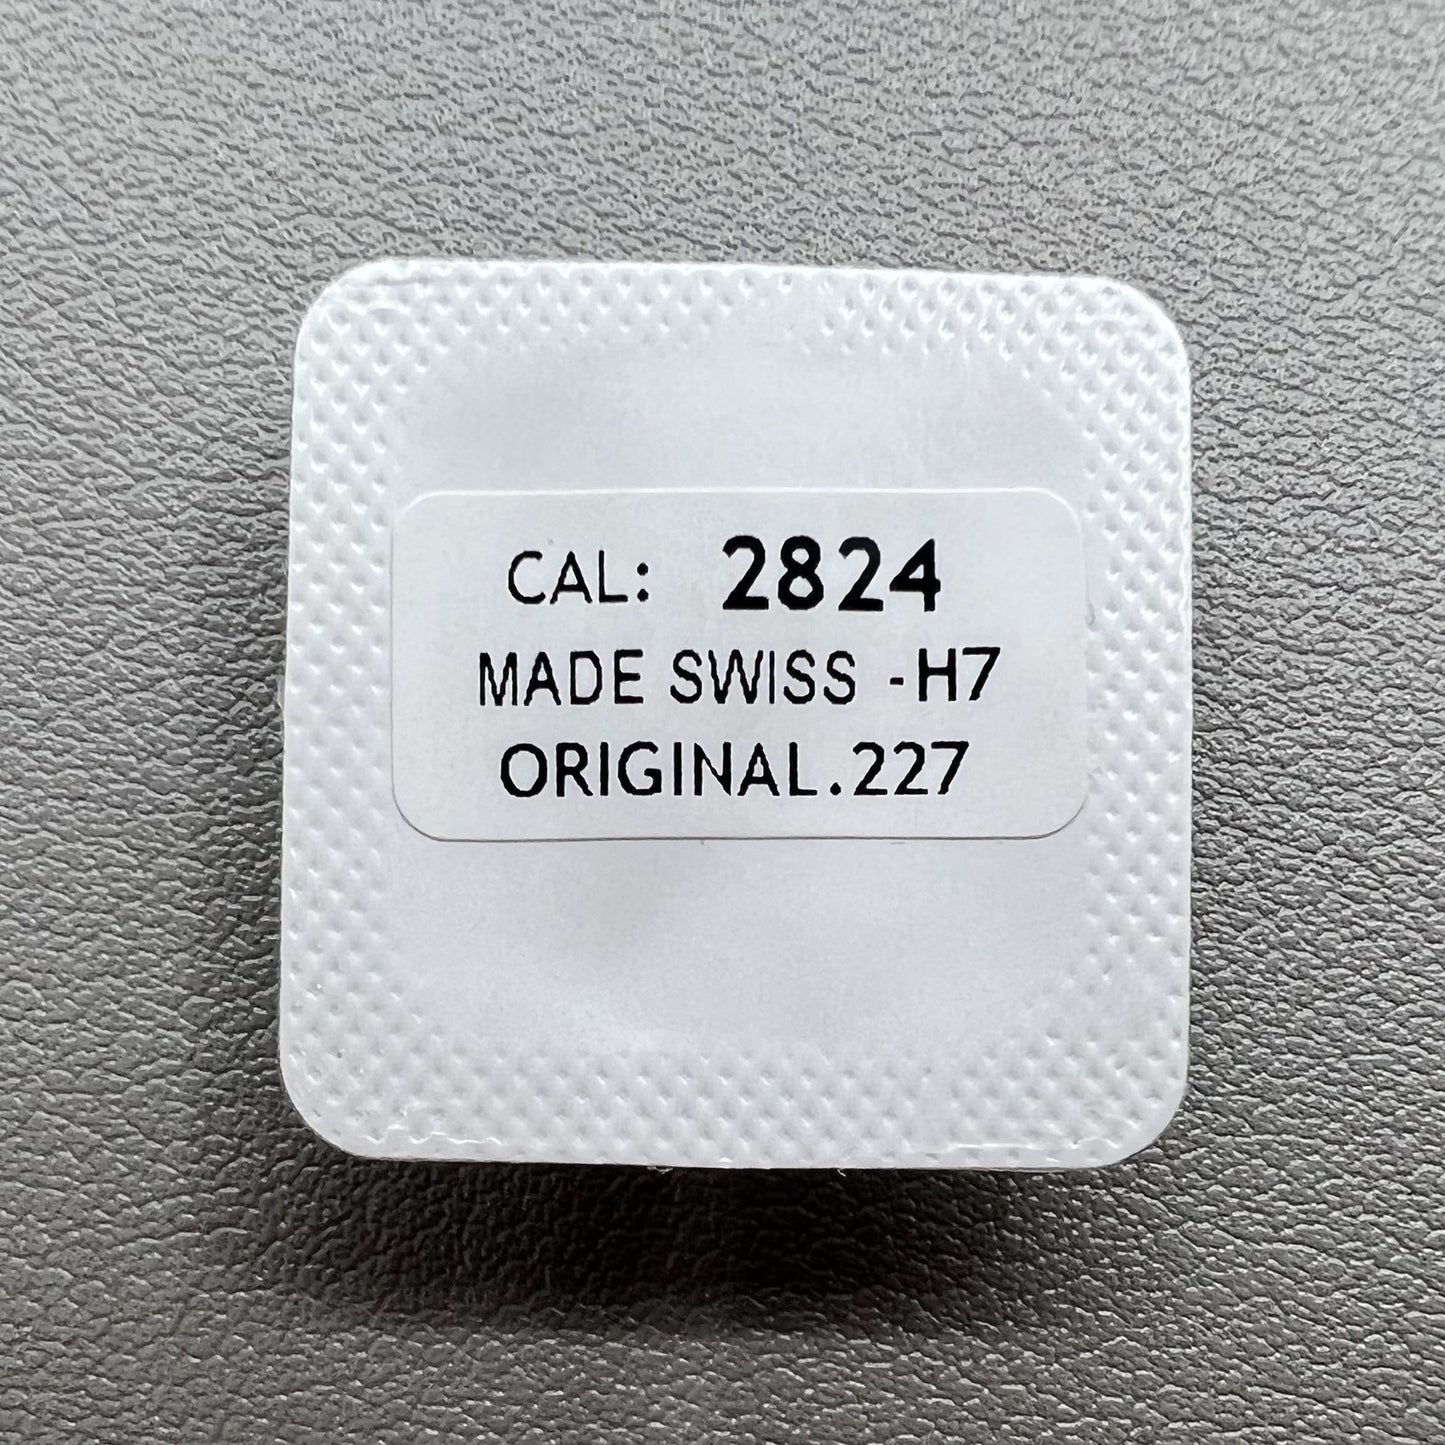 CAL: 2824
MADE SWISS -H7
ORIGINAL.227